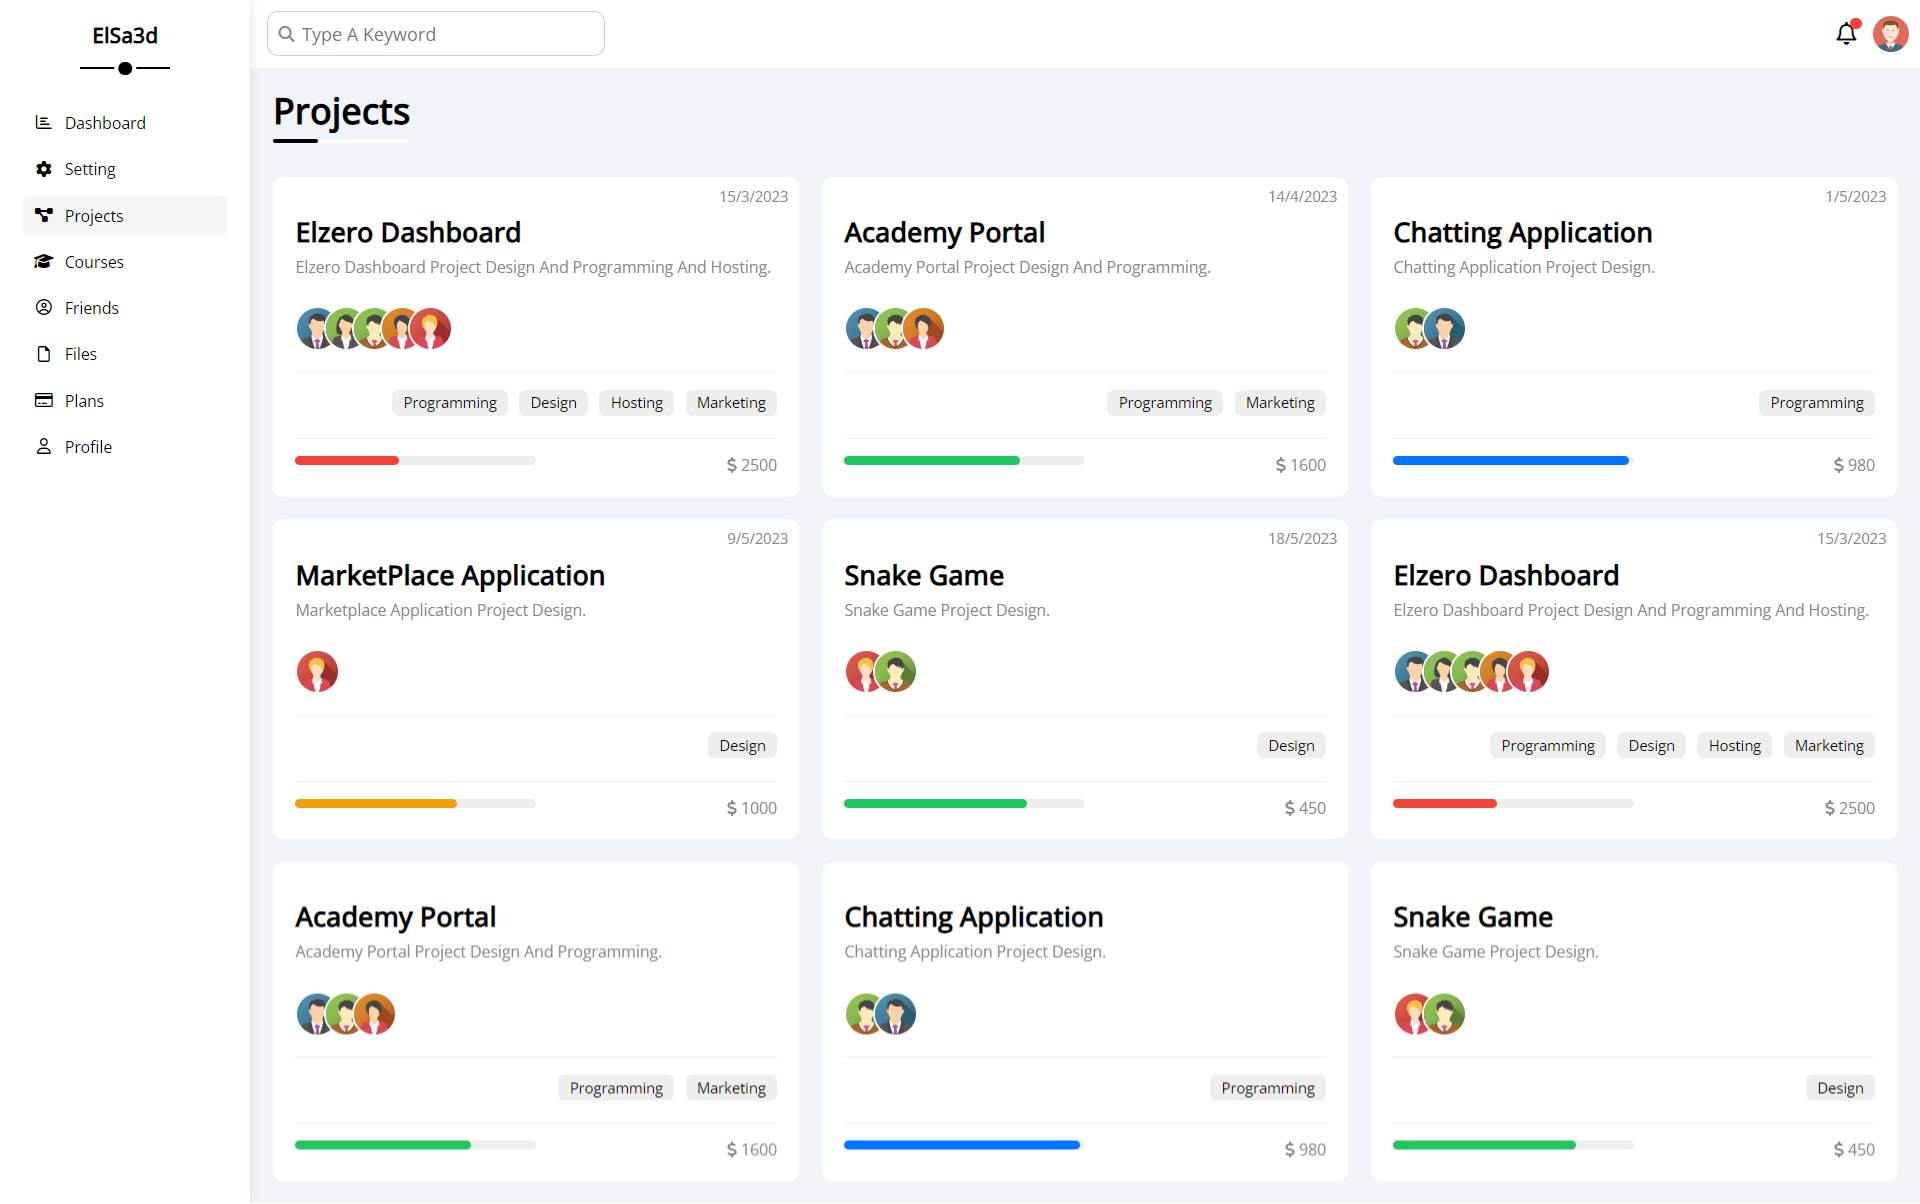 ElSa3d
Type A Keyword
Dashboard
Setting
Projects
Courses
Friends
Files
Plans
Profile
Projects
15/3/2023
Elzero Dashboard
Elzero Dashboard Project Design And Programming And Hosting.
Programming Design Hosting Marketing
$ 2500
14/4/2023
Academy Portal
Academy Portal Project Design And Programming.
Programming Marketing
$ 1600
1/5/2023
Chatting Application
Chatting Application Project Design.
Programming
$ 980
9/5/2023
MarketPlace Application
Marketplace Application Project Design.
Design
$ 1000
18/5/2023
Snake Game
Snake Game Project Design.
Design
$ 450
15/3/2023
Elzero Dashboard
Elzero Dashboard Project Design And Programming And Hosting.
Programming Design Hosting Marketing
$ 2500
Academy Portal
Academy Portal Project Design And Programming.
Programming Marketing
$ 1600
Chatting Application
Chatting Application Project Design.
Programming
$ 980
Snake Game
Snake Game Project Design.
Design
$ 450